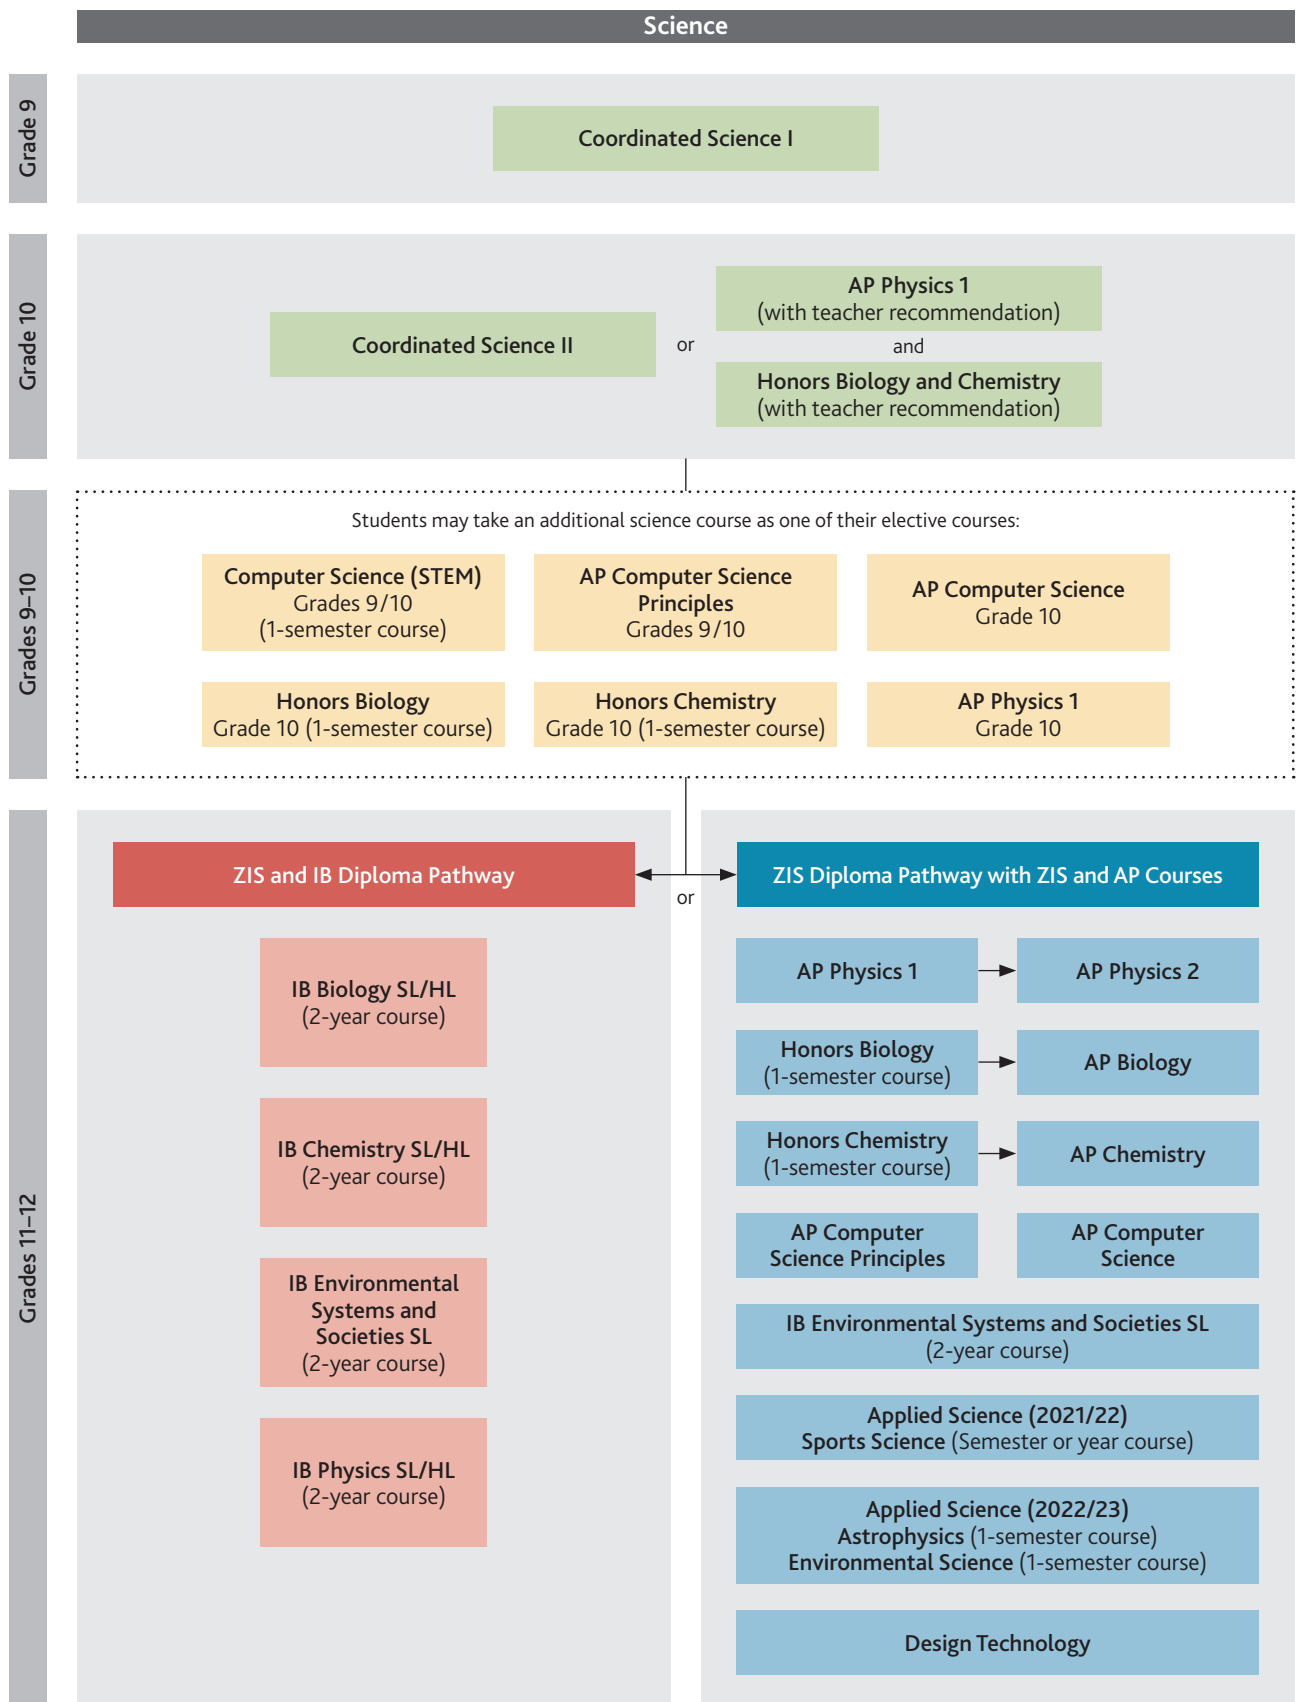 Science
Grade 9
Coordinated Science I
Grade 10
Coordinated Science II
or
AP Physics 1
(with teacher recommendation)
and
Honors Biology and Chemistry
(with teacher recommendation)
Grades 9–10
Students may take an additional science course as one of their elective courses:
Computer Science (STEM)
Grades 9/10
(1-semester course)
AP Computer Science
Principles
Grades 9/10
AP Computer Science
Grade 10
Honors Biology
Grade 10 (1-semester course)
Honors Chemistry
Grade 10 (1-semester course)
AP Physics 1
Grade 10
Grades 11–12
ZIS and IB Diploma Pathway
or
ZIS Diploma Pathway with ZIS and AP Courses
IB Biology SL/HL
(2-year course)
IB Chemistry SL/HL
(2-year course)
IB Environmental
Systems and
Societies SL
(2-year course)
IB Physics SL/HL
(2-year course)
AP Physics 1
AP Physics 2
Honors Biology
(1-semester course)
AP Biology
Honors Chemistry
(1-semester course)
AP Chemistry
AP Computer
Science Principles
AP Computer
Science
IB Environmental Systems and Societies SL
(2-year course)
Applied Science (2021/22)
Sports Science (Semester or year course)
Applied Science (2022/23)
Astrophysics (1-semester course)
Environmental Science (1-semester course)
Design Technology